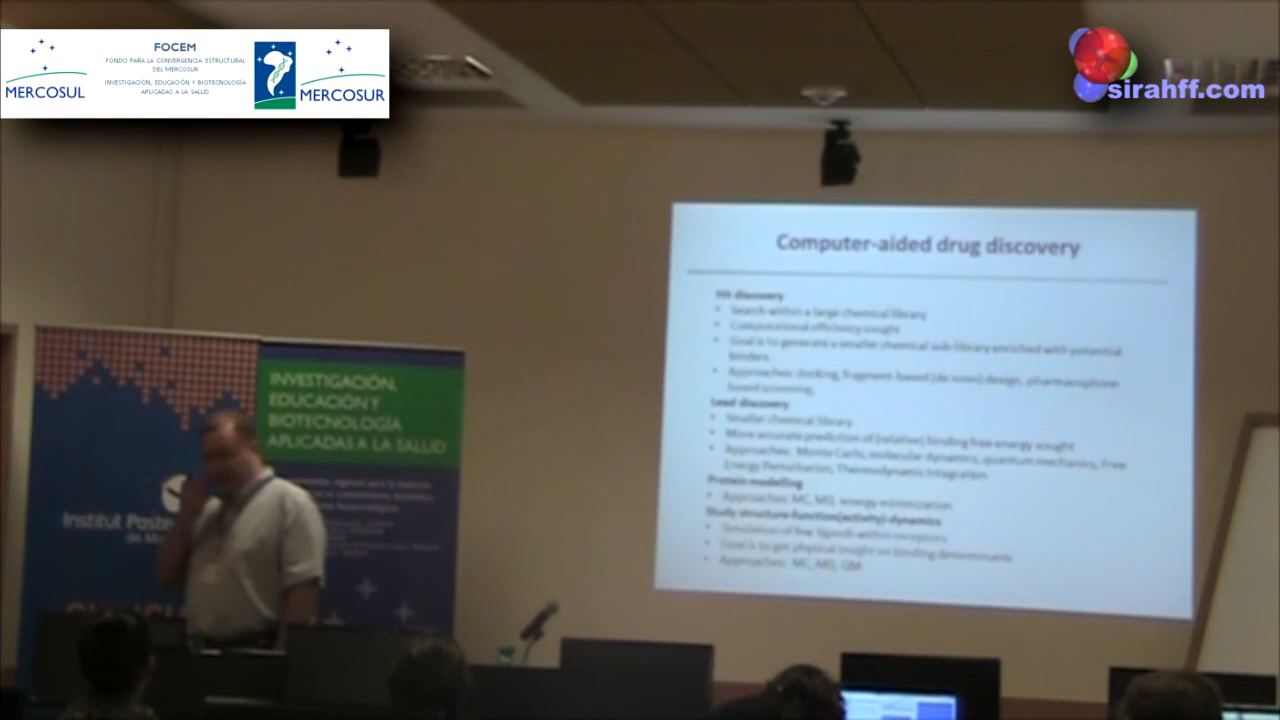 FOCEM
FONDO PARA LA CONVERGENCIA ESTRUCTURAL
DEL MERCOSUR
INVESTIGACIÓN, EDUCACIÓN Y BIOTECNOLOGÍA
APLICADAS A LA SALUD
MERCOSUL
MERCOSUR
sirahff.com
Computer-aided drug discovery
Hit discovery
• Search within a large chemical library
• Computational efficiency sought
• Goal is to generate a smaller chemical sub-library enriched with potential
binders
• Approaches: docking, fragment-based (de novo) design, pharmacophore-
based screening,
Lead discovery
• Smaller chemical library
• More accurate prediction of (relative) binding free energy sought
• Approaches: Monte Carlo, molecular dynamics, quantum mechanics, Free
Energy Perturbation, Thermodynamic Integration
Protein modelling
• Approaches: MC, MD, energy minimization
Study structure-function(activity) dynamics
• Simulation of few ligands within receptors
• Goal is to get physical insight on binding determinants
• Approaches: MC, MD, QM
INVESTIGACIÓN,
EDUCACIÓN Y
BIOTECNOLOGÍA
APLICADAS A LA SALUD
Institut